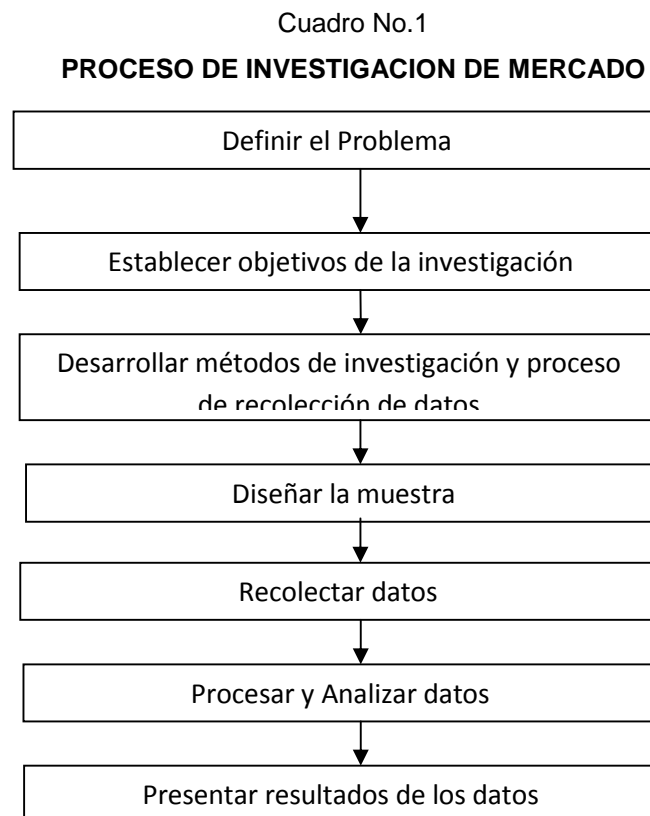 Cuadro No.1
PROCESO DE INVESTIGACION DE MERCADO
Definir el Problema
Establecer objetivos de la investigación
Desarrollar métodos de investigación y proceso
de recolección de datos
Diseñar la muestra
Recolectar datos
Procesar y Analizar datos
Presentar resultados de los datos